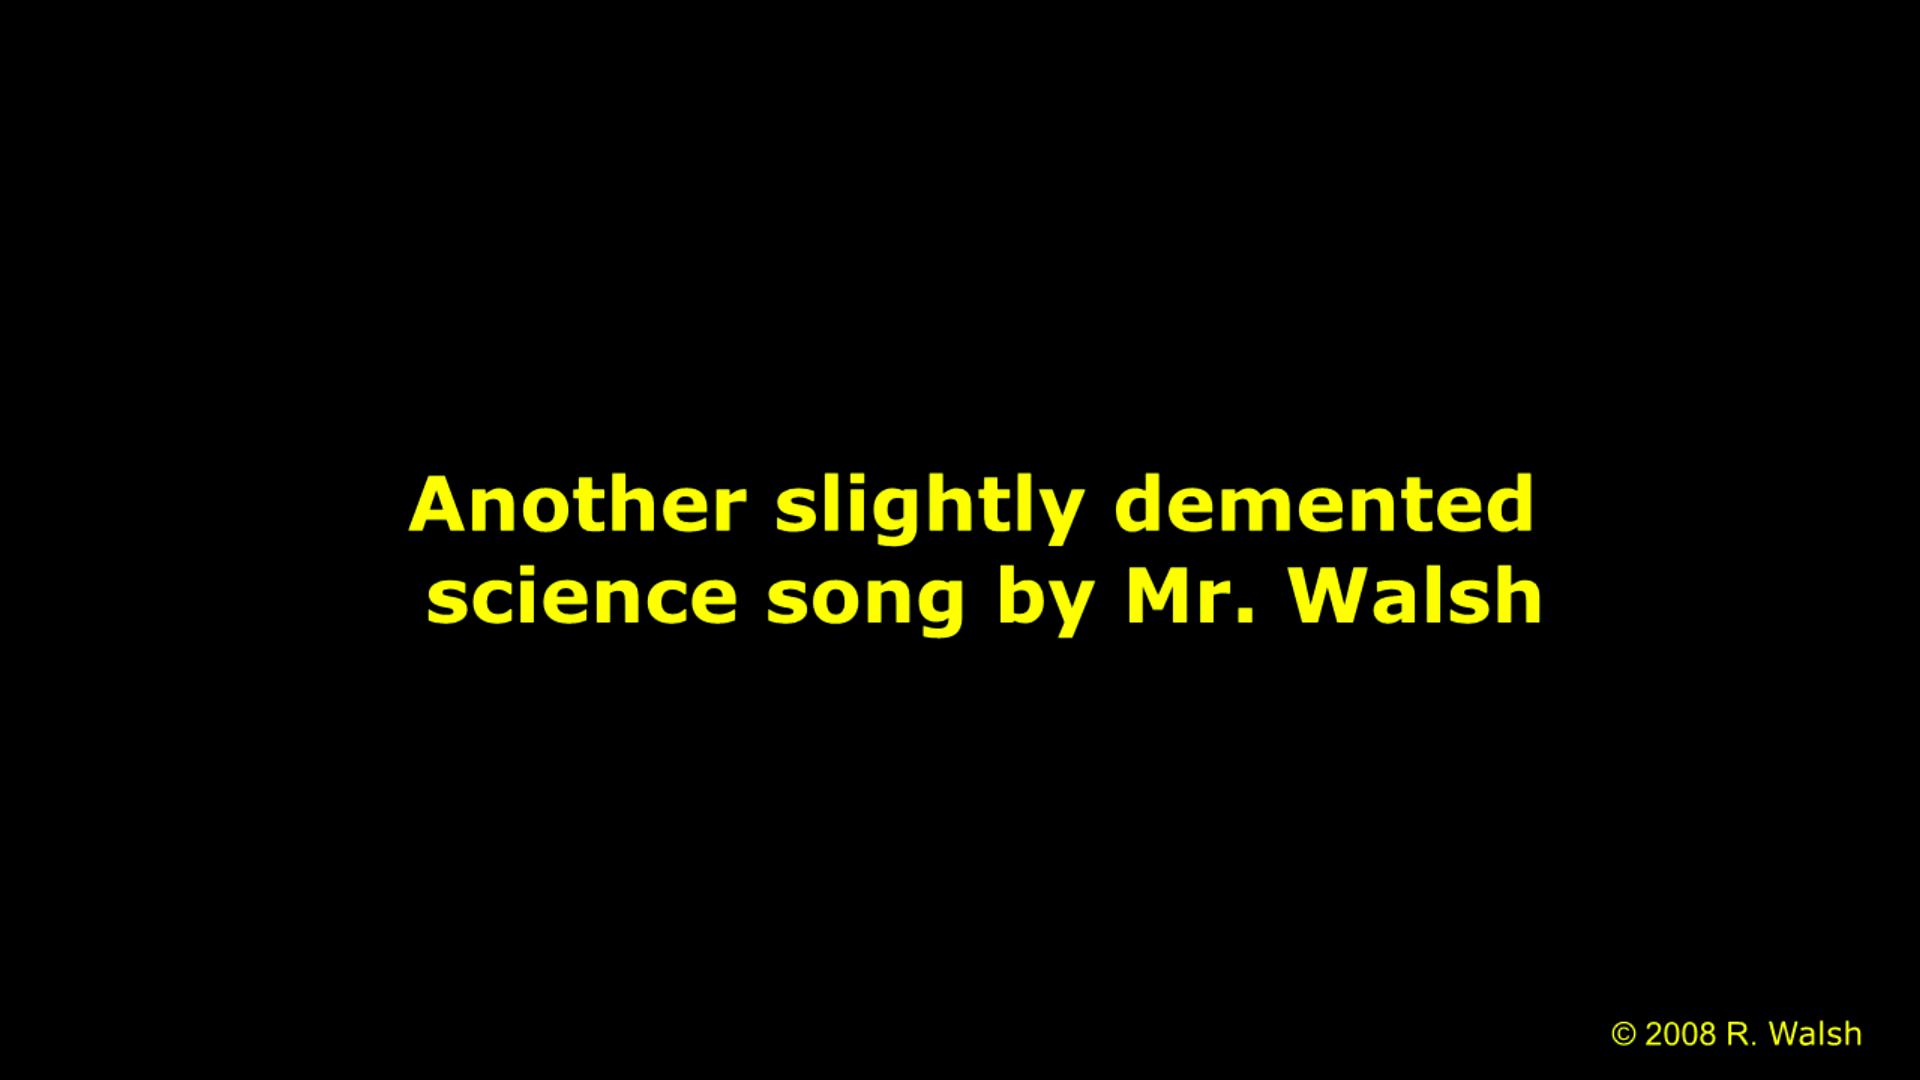 Another slightly demented
science song by Mr. Walsh
© 2008 R. Walsh